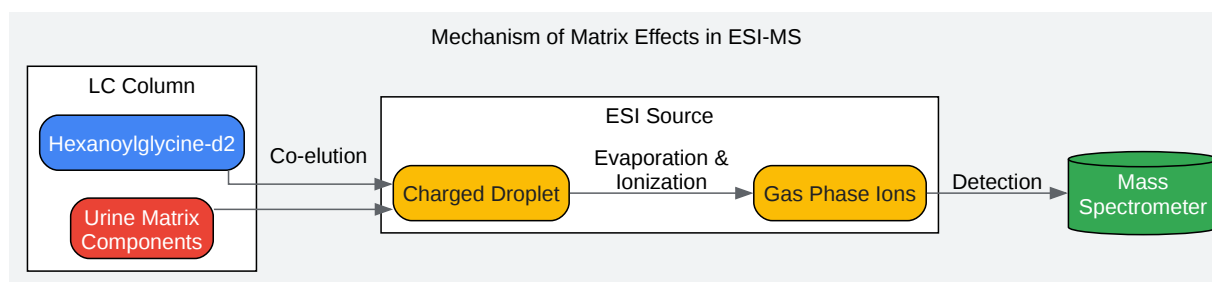 Mechanism of Matrix Effects in ESI-MS
LC Column
Hexanoylglycine-d2
Urine Matrix
Components
Co-elution
ESI Source
Charged Droplet
Evaporation &
Ionization
Gas Phase Ions
Detection
Mass
Spectrometer